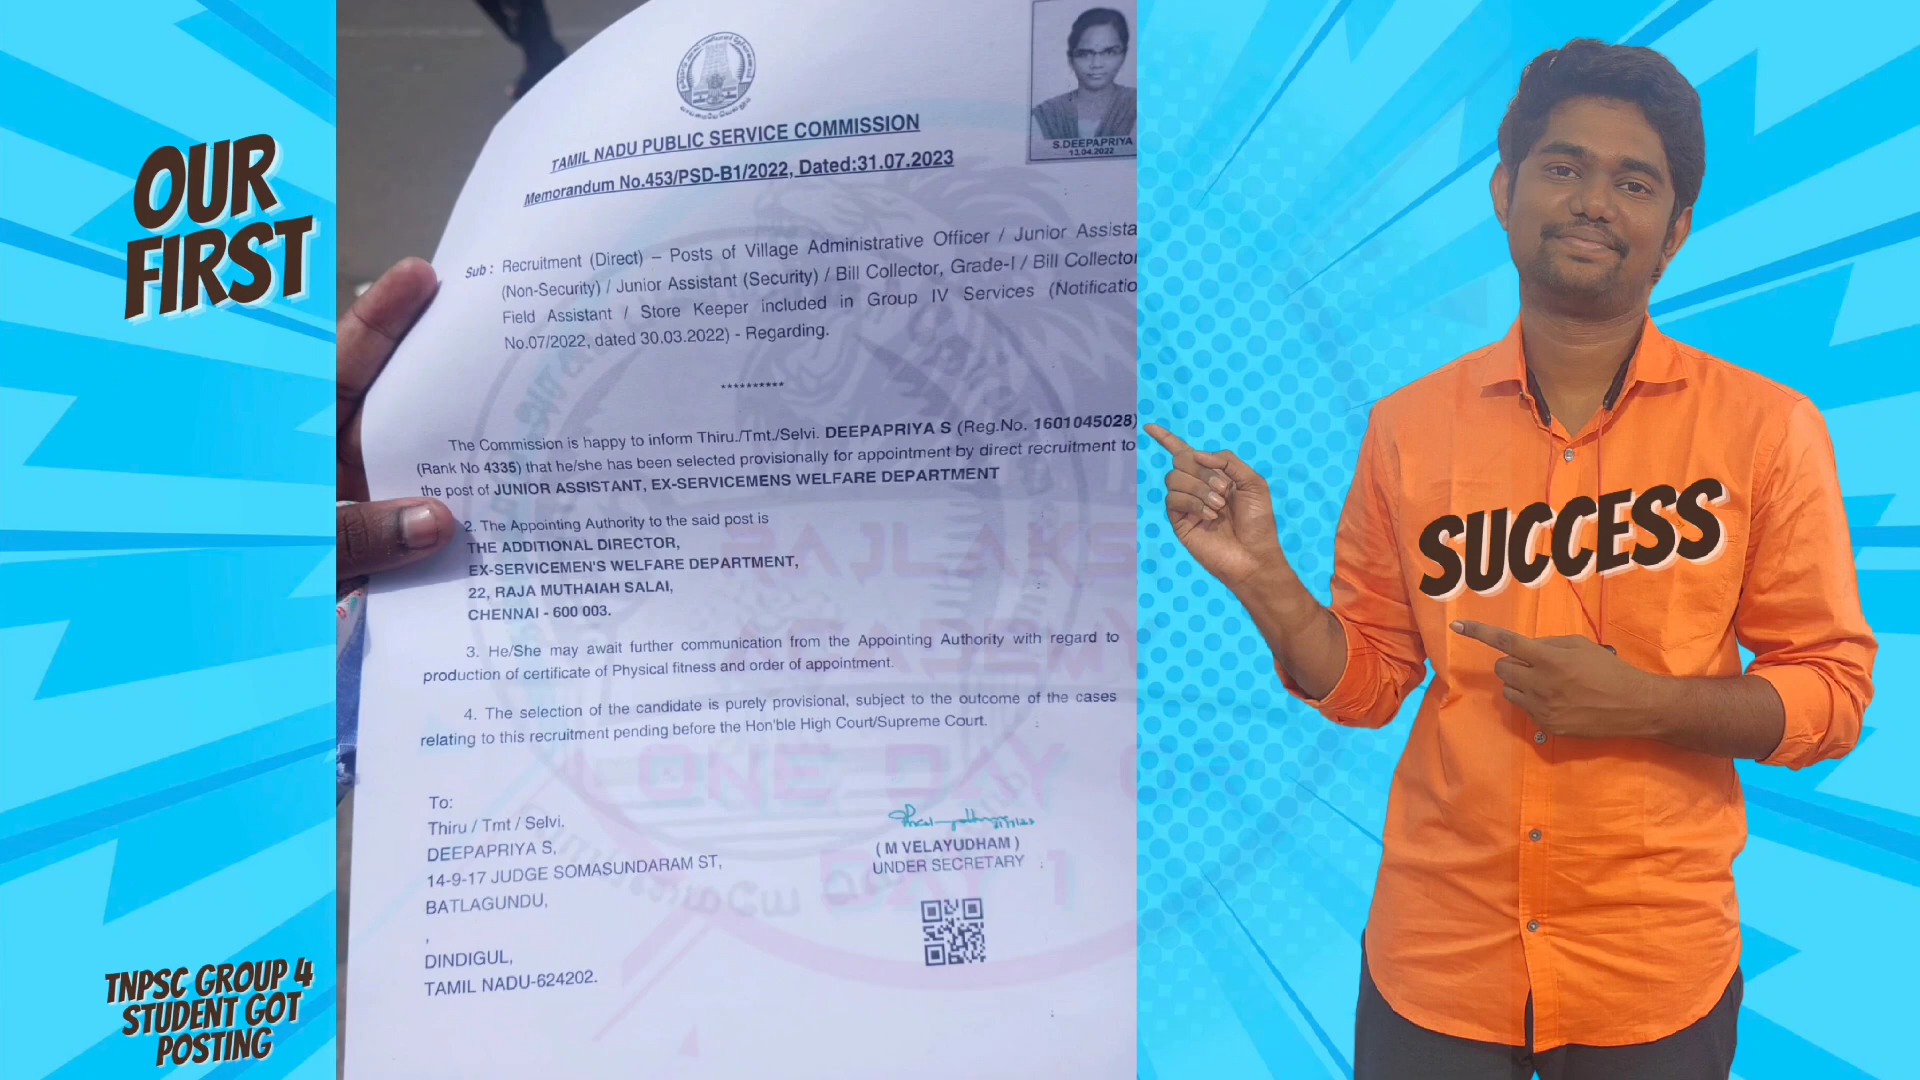 OUR
FIRST
TAMIL NADU PUBLIC SERVICE COMMISSION
Memorandum No.453/PSD-B1/2022, Dated:31.07.2023
S.DEEPAPRIYA
13.04.2022
Sub : Recruitment (Direct) – Posts of Village Administrative Officer / Junior Assista
(Non-Security) / Junior Assistant (Security) / Bill Collector, Grade-I / Bill Collector
Field Assistant / Store Keeper included in Group IV Services (Notificatio
No.07/2022, dated 30.03.2022) - Regarding.
**********
The Commission is happy to inform Thiru./Tmt./Selvi. DEEPAPRIYA S (Reg.No. 1601045028)
(Rank No 4335) that he/she has been selected provisionally for appointment by direct recruitment to
the post of JUNIOR ASSISTANT, EX-SERVICEMENS WELFARE DEPARTMENT
2. The Appointing Authority to the said post is
THE ADDITIONAL DIRECTOR,
EX-SERVICEMEN'S WELFARE DEPARTMENT,
22, RAJA MUTHAIAH SALAI,
CHENNAI - 600 003.
3. He/She may await further communication from the Appointing Authority with regard to
production of certificate of Physical fitness and order of appointment.
4. The selection of the candidate is purely provisional, subject to the outcome of the cases
relating to this recruitment pending before the Hon'ble High Court/Supreme Court.
To:
Thiru / Tmt / Selvi.
DEEPAPRIYA S,
14-9-17 JUDGE SOMASUNDARAM ST,
BATLAGUNDU,
,
DINDIGUL,
TAMIL NADU-624202.
( M VELAYUDHAM )
UNDER SECRETARY
RAJLAKS
ACADEMY
ONE DAY
DAY 1
SUCCESS
TNPSC GROUP 4
STUDENT GOT
POSTING